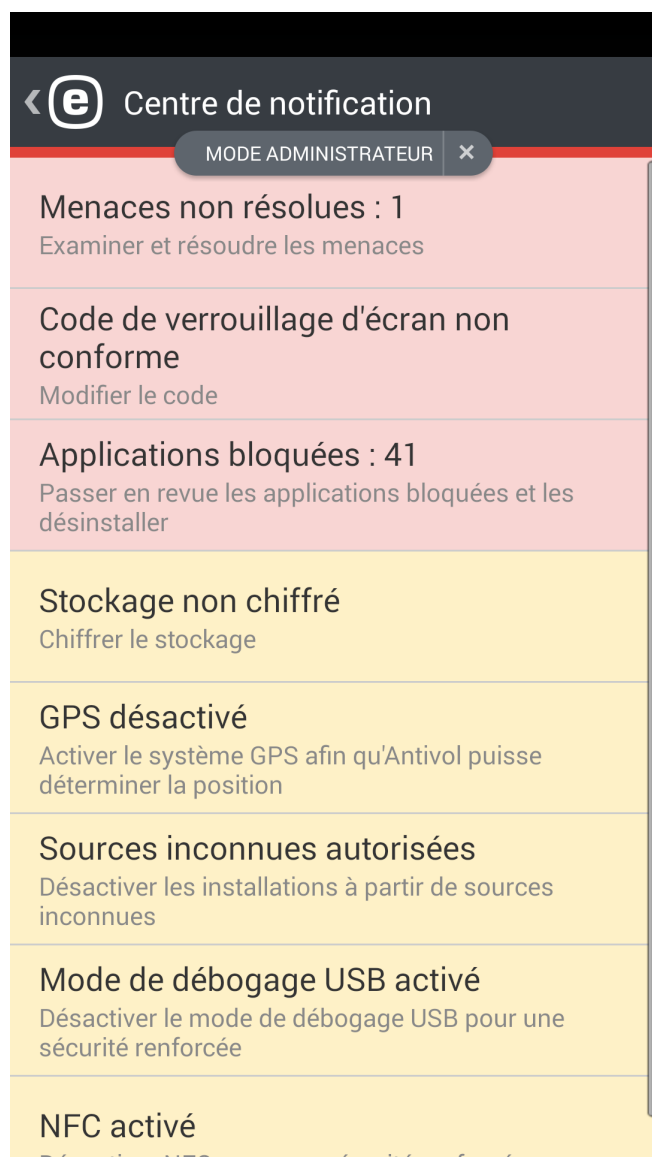 e Centre de notification
MODE ADMINISTRATEUR ×
Menaces non résolues : 1
Examiner et résoudre les menaces
Code de verrouillage d'écran non
conforme
Modifier le code
Applications bloquées : 41
Passer en revue les applications bloquées et les
désinstaller
Stockage non chiffré
Chiffrer le stockage
GPS désactivé
Activer le système GPS afin qu'Antivol puisse
déterminer la position
Sources inconnues autorisées
Désactiver les installations à partir de sources
inconnues
Mode de débogage USB activé
Désactiver le mode de débogage USB pour une
sécurité renforcée
NFC activé